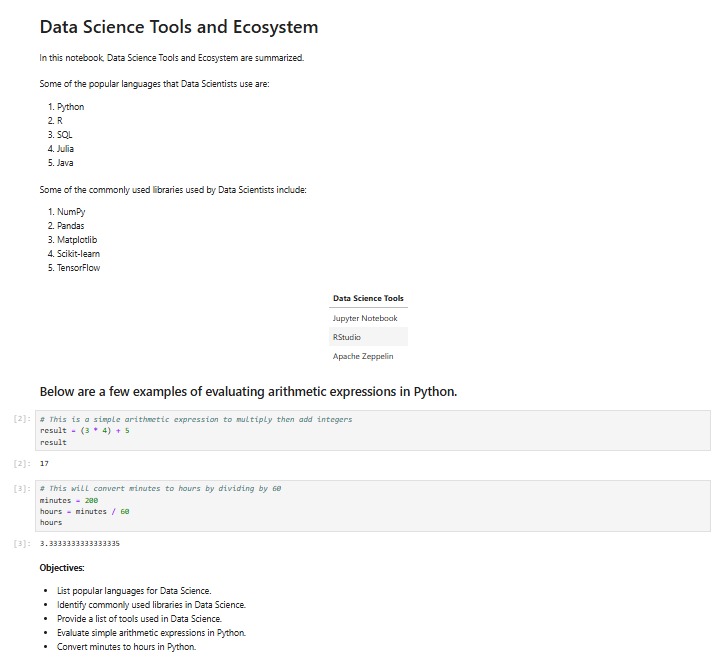 Data Science Tools and Ecosystem
In this notebook, Data Science Tools and Ecosystem are summarized.
Some of the popular languages that Data Scientists use are:
1. Python
2. R
3. SQL
4. Julia
5. Java
Some of the commonly used libraries used by Data Scientists include:
1. NumPy
2. Pandas
3. Matplotlib
4. Scikit-learn
5. TensorFlow
Data Science Tools
Jupyter Notebook
RStudio
Apache Zeppelin
Below are a few examples of evaluating arithmetic expressions in Python.
[2]: # This is a simple arithmetic expression to multiply then add integers
result = (3 * 4) + 5
result
[2]: 17
[3]: # This will convert minutes to hours by dividing by 60
minutes = 200
hours = minutes / 60
hours
[3]: 3.3333333333333335
Objectives:
• List popular languages for Data Science.
• Identify commonly used libraries in Data Science.
• Provide a list of tools used in Data Science.
• Evaluate simple arithmetic expressions in Python.
• Convert minutes to hours in Python.